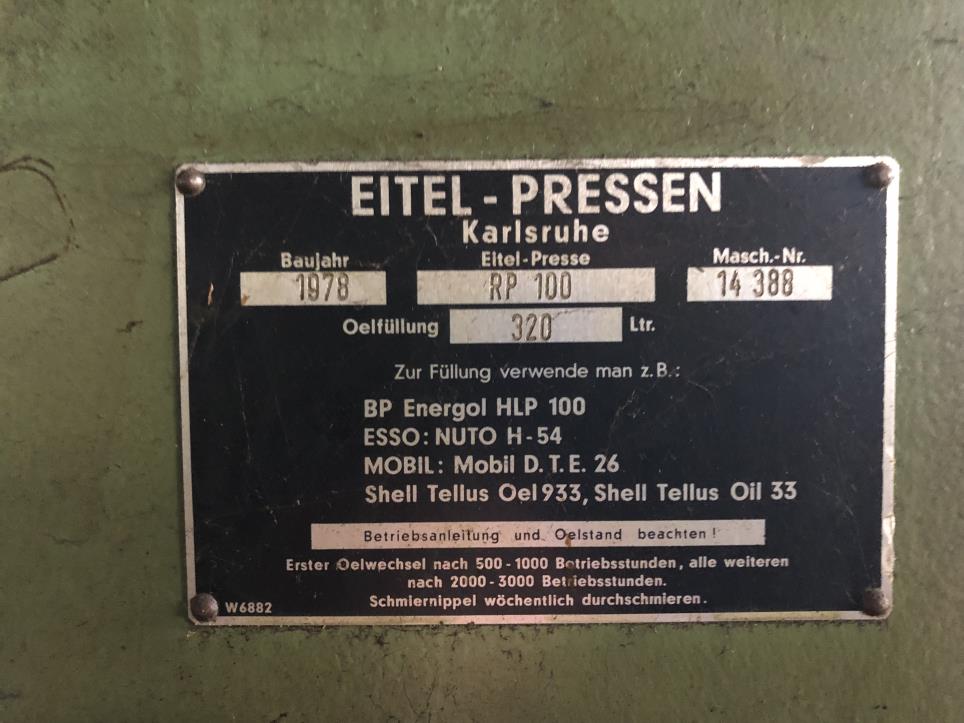 EITEL - PRESSEN
Karlsruhe
Baujahr Eitel-Presse Masch.-Nr.
1978 RP 100 14 388
Oelfüllung 320 Ltr.
Zur Füllung verwende man z.B.:
BP Energol HLP 100
ESSO: NUTO H-54
MOBIL: Mobil D.T.E. 26
Shell Tellus Oel 933, Shell Tellus Oil 33
Betriebsanleitung und Oelstand beachten!
Erster Oelwechsel nach 500-1000 Betriebsstunden, alle weiteren
nach 2000-3000 Betriebsstunden.
Schmiernippel wöchentlich durchschmieren.
W6882